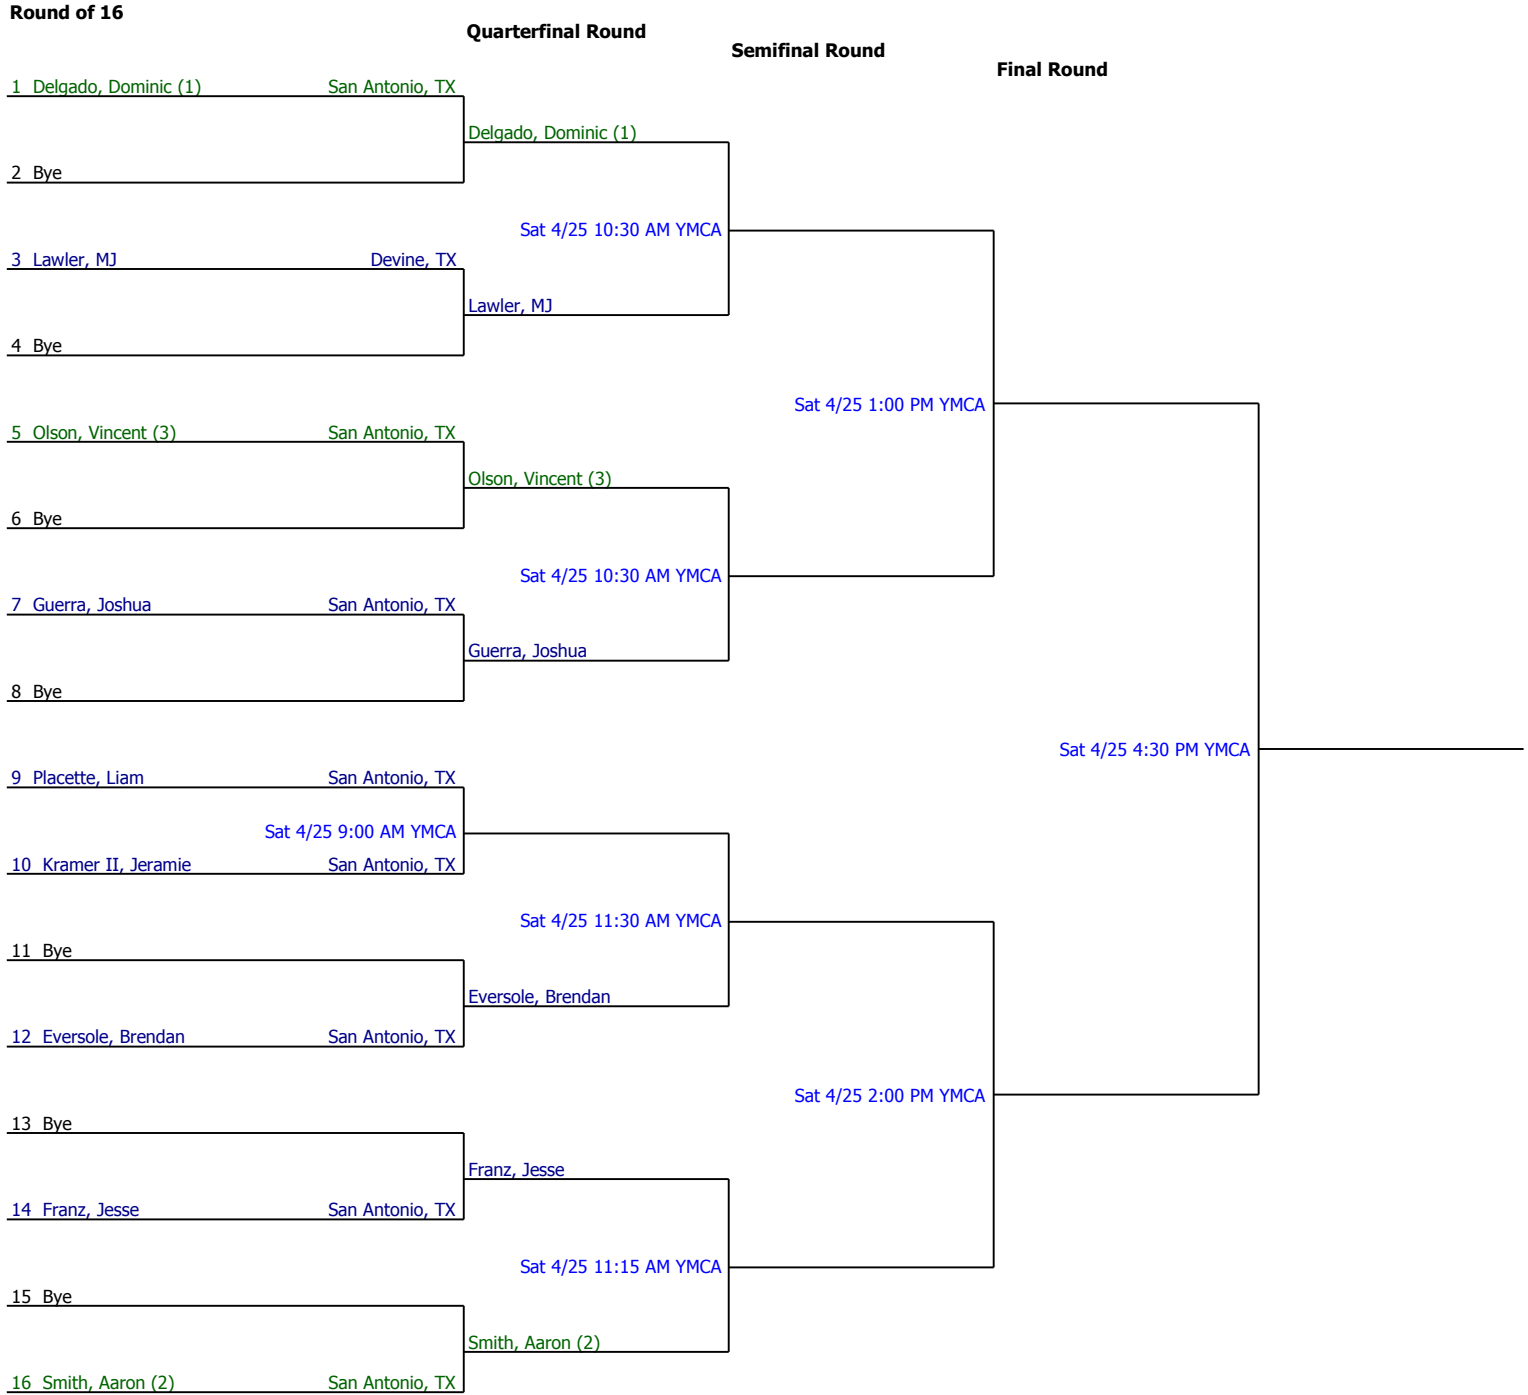 Round of 16
Quarterfinal Round
Semifinal Round
Final Round
1 Delgado, Dominic (1) San Antonio, TX
Delgado, Dominic (1)
2 Bye
Sat 4/25 10:30 AM YMCA
3 Lawler, MJ Devine, TX
Lawler, MJ
4 Bye
Sat 4/25 1:00 PM YMCA
5 Olson, Vincent (3) San Antonio, TX
Olson, Vincent (3)
6 Bye
Sat 4/25 10:30 AM YMCA
7 Guerra, Joshua San Antonio, TX
Guerra, Joshua
8 Bye
Sat 4/25 4:30 PM YMCA
9 Placette, Liam San Antonio, TX
Sat 4/25 9:00 AM YMCA
10 Kramer II, Jeramie San Antonio, TX
Sat 4/25 11:30 AM YMCA
11 Bye
Eversole, Brendan
12 Eversole, Brendan San Antonio, TX
Sat 4/25 2:00 PM YMCA
13 Bye
Franz, Jesse
14 Franz, Jesse San Antonio, TX
Sat 4/25 11:15 AM YMCA
15 Bye
Smith, Aaron (2)
16 Smith, Aaron (2) San Antonio, TX